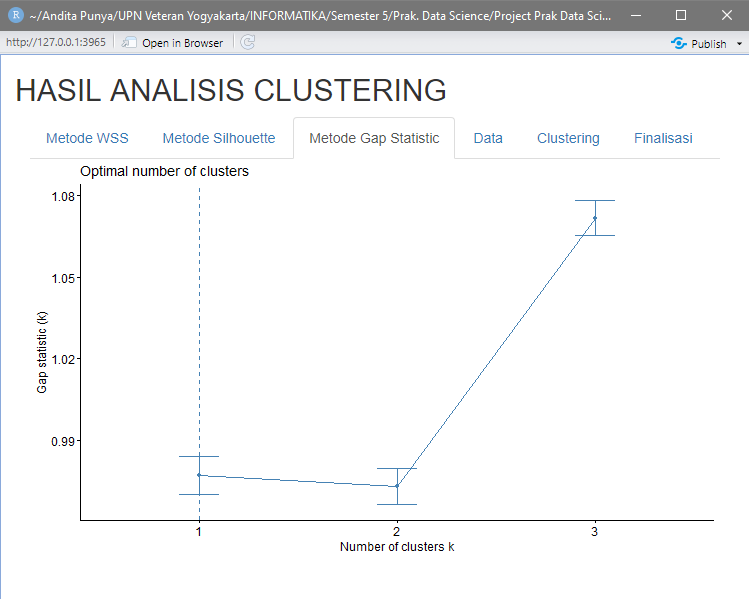 R ~/Andita Punya/UPN Veteran Yogyakarta/INFORMATIKA/Semester 5/Prak. Data Science/Project Prak Data Sci...
http://127.0.0.1:3965 Open in Browser Publish
HASIL ANALISIS CLUSTERING
Metode WSS Metode Silhouette Metode Gap Statistic Data Clustering Finalisasi
Optimal number of clusters
1.08
1.05
1.02
0.99
Gap statistic (k)
1 2 3
Number of clusters k